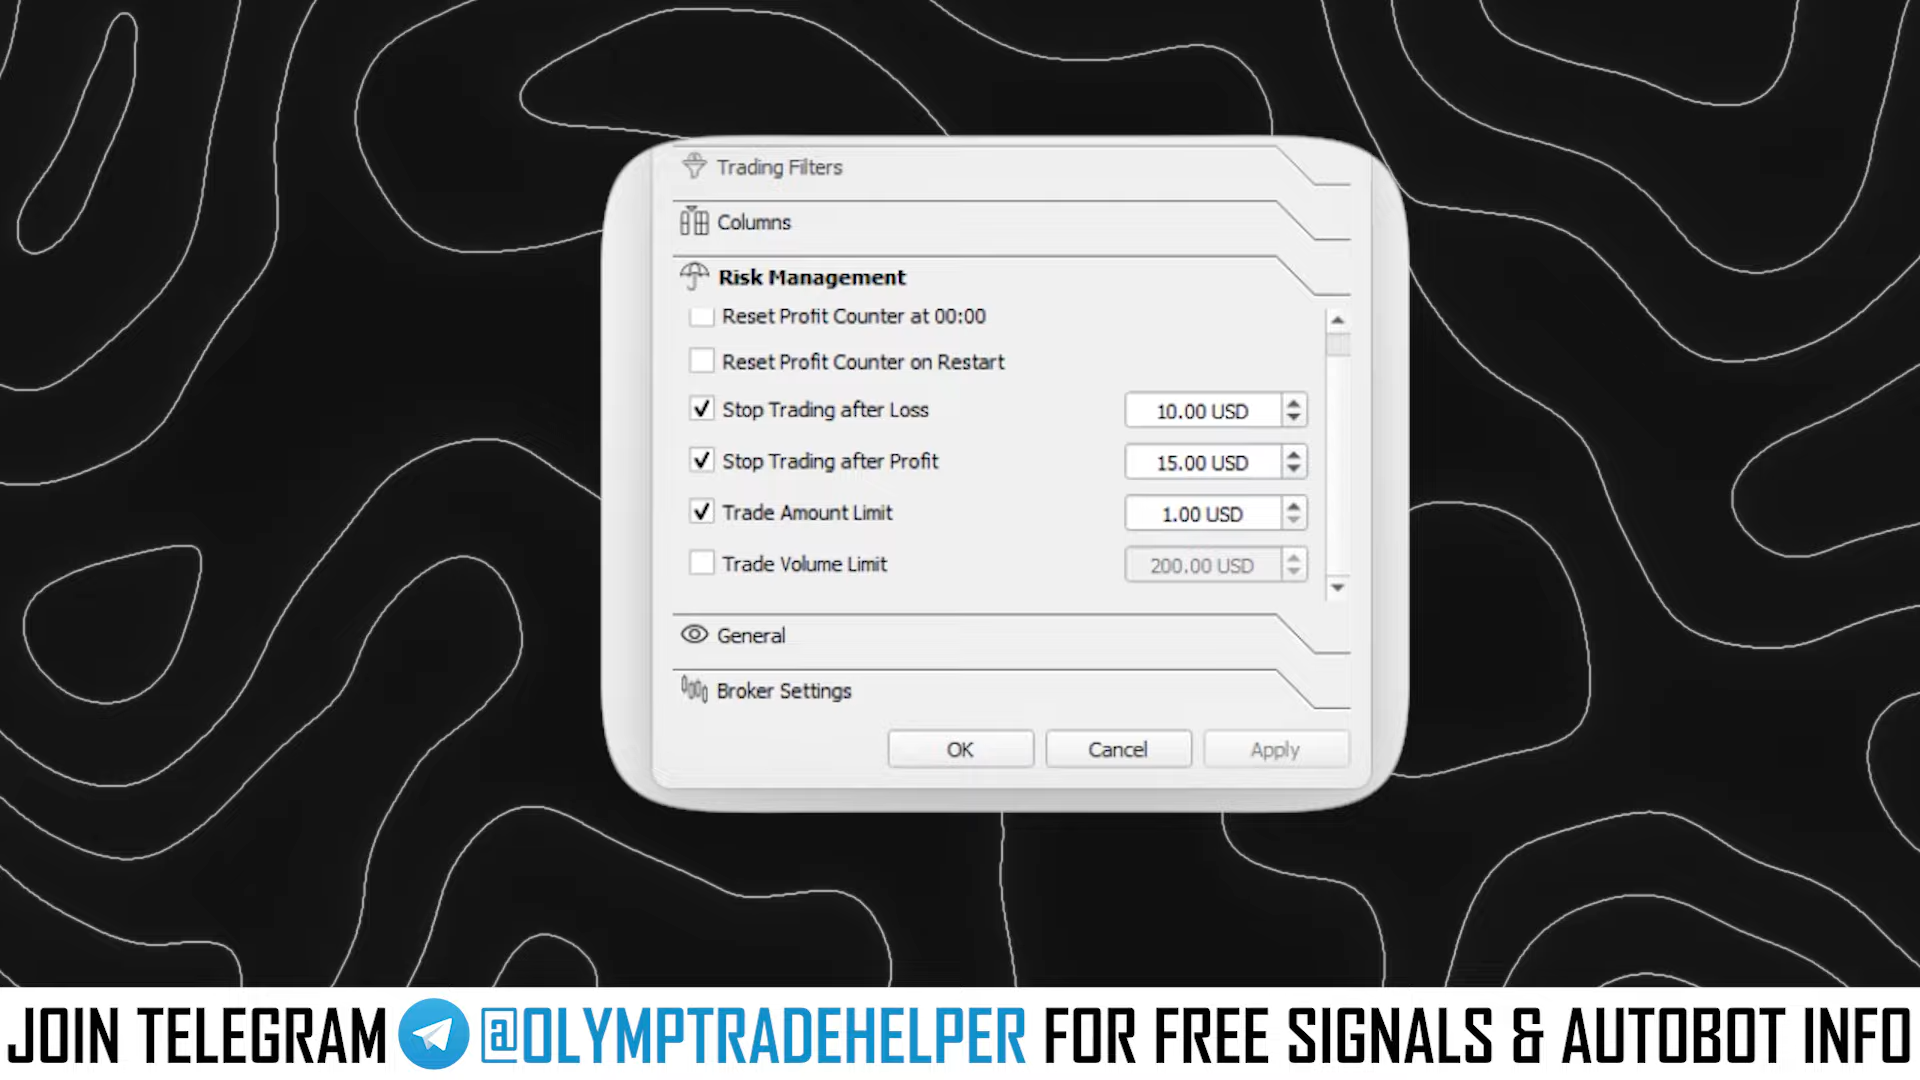 Trading Filters
Columns
Risk Management
Reset Profit Counter at 00:00
Reset Profit Counter on Restart
Stop Trading after Loss 10.00 USD
Stop Trading after Profit 15.00 USD
Trade Amount Limit 1.00 USD
Trade Volume Limit 200.00 USD
General
Broker Settings
OK Cancel Apply
JOIN TELEGRAM @OLYMPTRADEHELPER FOR FREE SIGNALS & AUTOBOT INFO